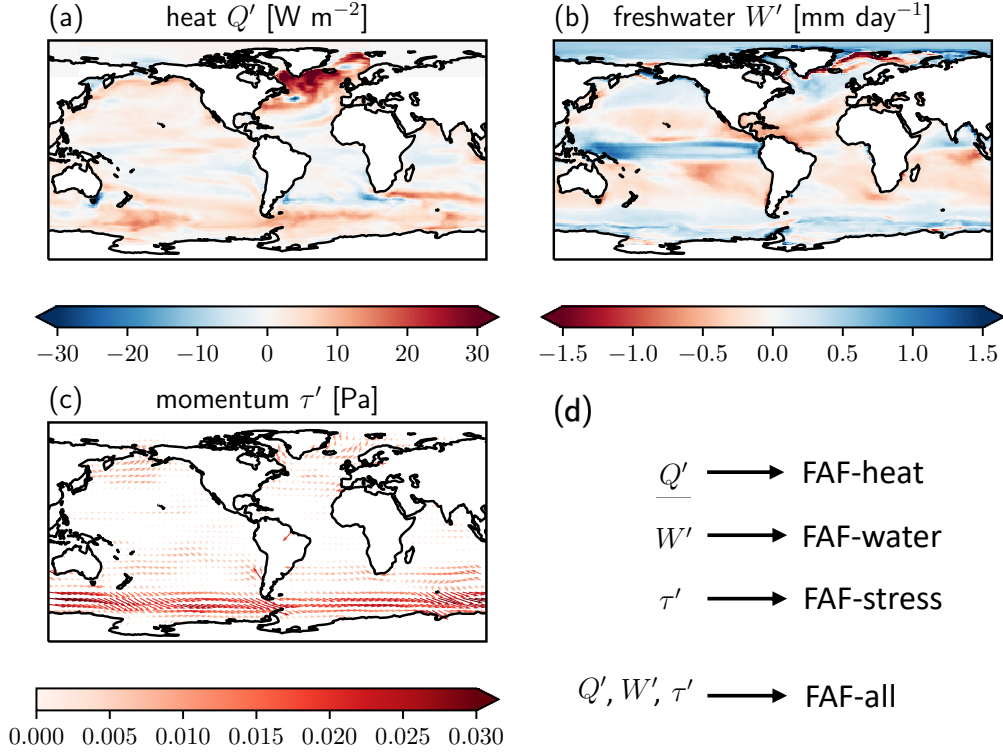 (a) heat Q′ [W m⁻²]
(b) freshwater W′ [mm day⁻¹]
−30 −20 −10 0 10 20 30
−1.5 −1.0 −0.5 0.0 0.5 1.0 1.5
(c) momentum τ′ [Pa]
(d)
Q′ FAF-heat
W′ FAF-water
τ′ FAF-stress
Q′, W′, τ′ FAF-all
0.000 0.005 0.010 0.015 0.020 0.025 0.030